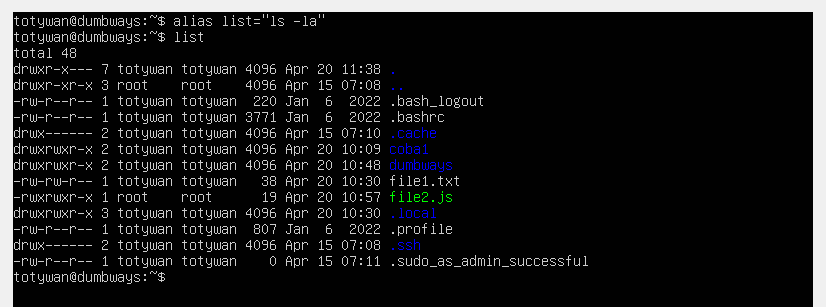 totywan@dumbways:~$ alias list="ls -la"
totywan@dumbways:~$ list
total 48
drwxr-x--- 7 totywan totywan 4096 Apr 20 11:38 .
drwxr-xr-x 3 root    root    4096 Apr 15 07:08 ..
-rw-r--r-- 1 totywan totywan  220 Jan  6  2022 .bash_logout
-rw-r--r-- 1 totywan totywan 3771 Jan  6  2022 .bashrc
drwx------ 2 totywan totywan 4096 Apr 15 07:10 .cache
drwxrwxr-x 2 totywan totywan 4096 Apr 20 10:09 coba1
drwxrwxr-x 2 totywan totywan 4096 Apr 20 10:48 dumbways
-rw-rw-r-- 1 totywan totywan   38 Apr 20 10:30 file1.txt
-rwxrwxr-x 1 root    root      19 Apr 20 10:57 file2.js
drwxrwxr-x 3 totywan totywan 4096 Apr 20 10:30 .local
-rw-r--r-- 1 totywan totywan  807 Jan  6  2022 .profile
drwx------ 2 totywan totywan 4096 Apr 15 07:08 .ssh
-rw-r--r-- 1 totywan totywan    0 Apr 15 07:11 .sudo_as_admin_successful
totywan@dumbways:~$